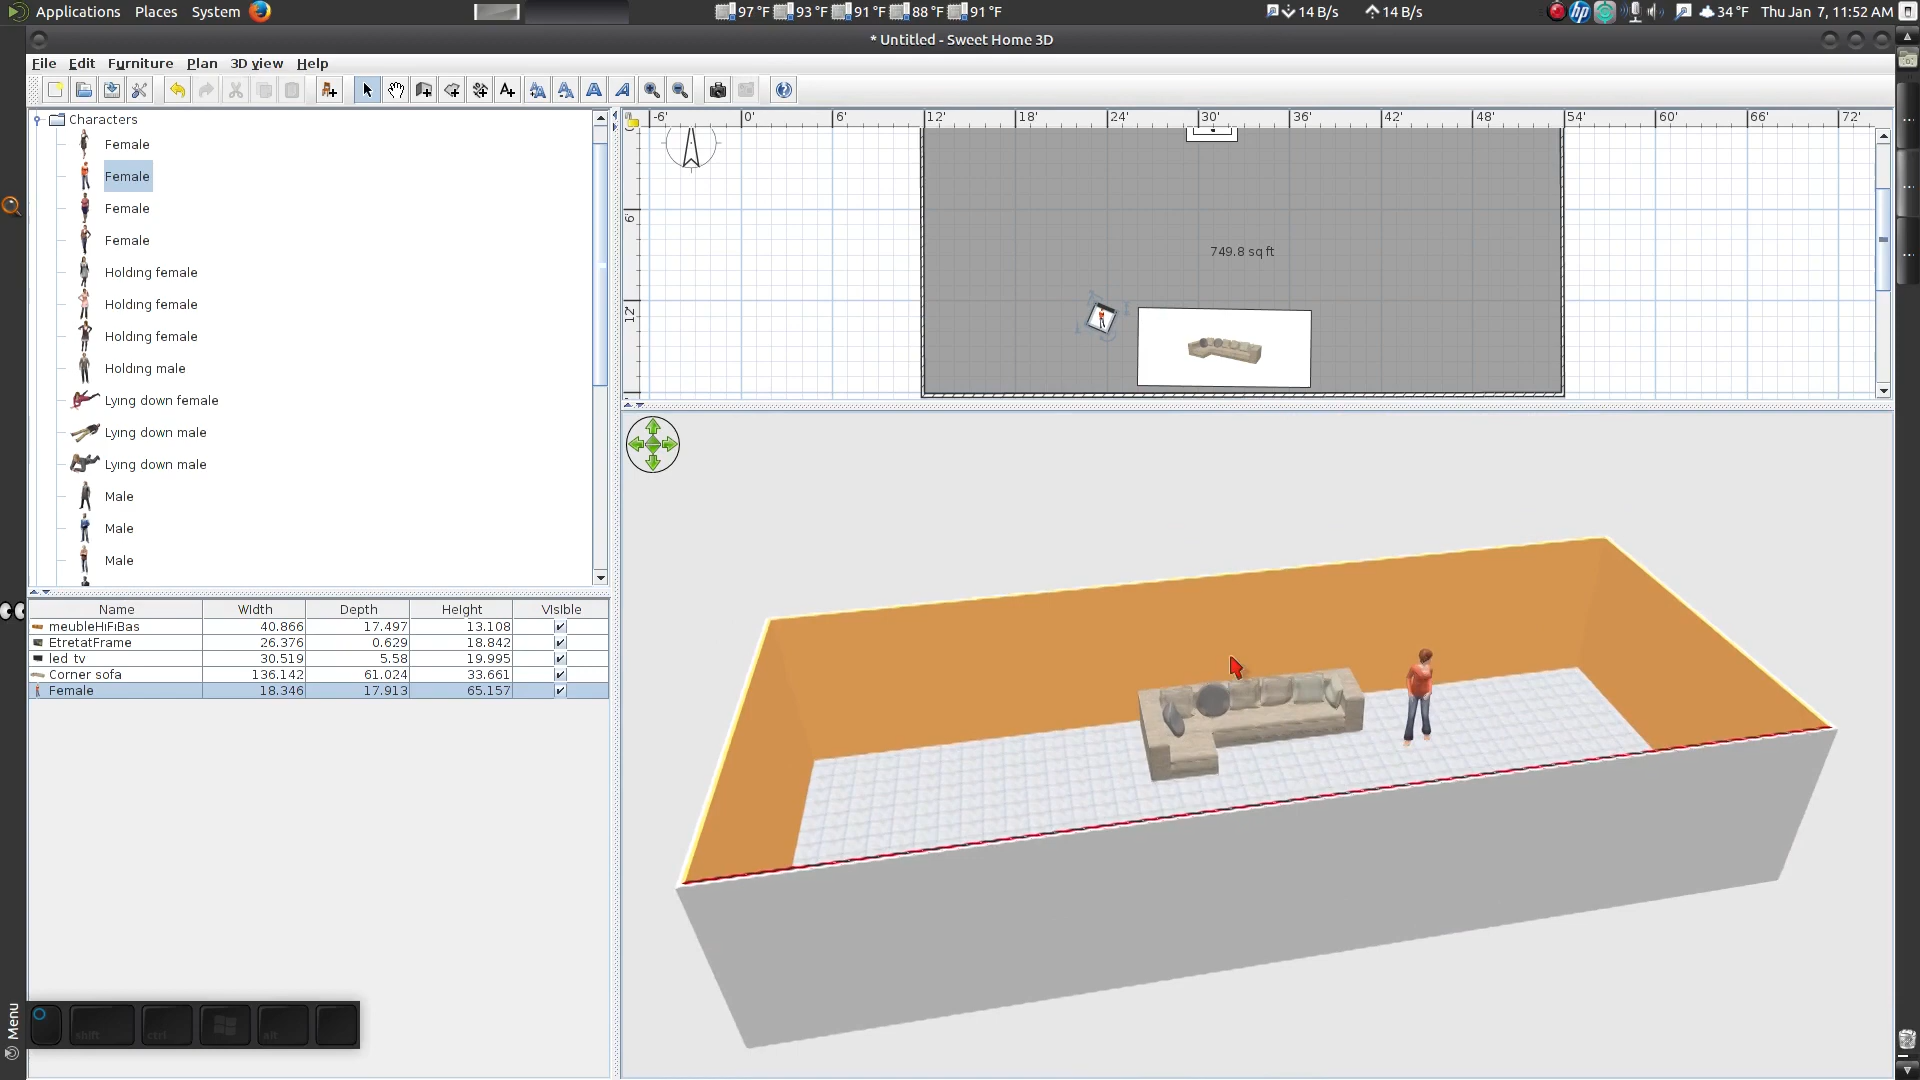 Applications Places System 97 °F 93 °F 91 °F 88 °F 91 °F 14 B/s 14 B/s 34 °F Thu Jan 7, 11:52 AM
* Untitled - Sweet Home 3D
File Edit Furniture Plan 3D view Help
Characters
Female
Female
Female
Female
Holding female
Holding female
Holding female
Holding male
Lying down female
Lying down male
Lying down male
Male
Male
Male
Name Width Depth Height Visible
meubleHiFiBas 40.866 17.497 13.108
EtretatFrame 26.376 0.629 18.842
led tv 30.519 5.58 19.995
Corner sofa 136.142 61.024 33.661
Female 18.346 17.913 65.157
-6' 0' 6' 12' 18' 24' 30' 36' 42' 48' 54' 60' 66' 72'
6'
12'
749.8 sq ft
shift ctrl alt
Menu